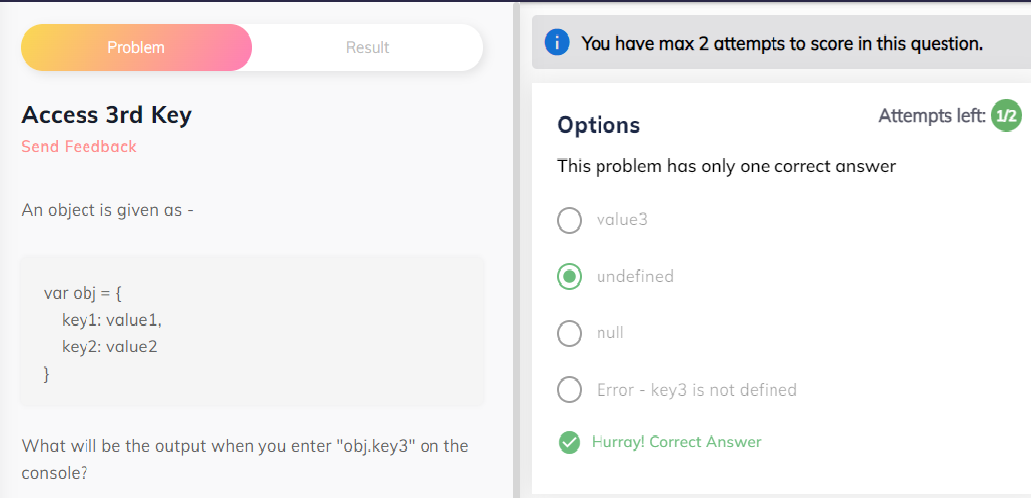 Problem
Result
Access 3rd Key
Send Feedback
An object is given as -
var obj = {
key1: value1,
key2: value2
}
What will be the output when you enter "obj.key3" on the
console?
You have max 2 attempts to score in this question.
Attempts left: 1/2
Options
This problem has only one correct answer
value3
undefined
null
Error - key3 is not defined
Hurray! Correct Answer